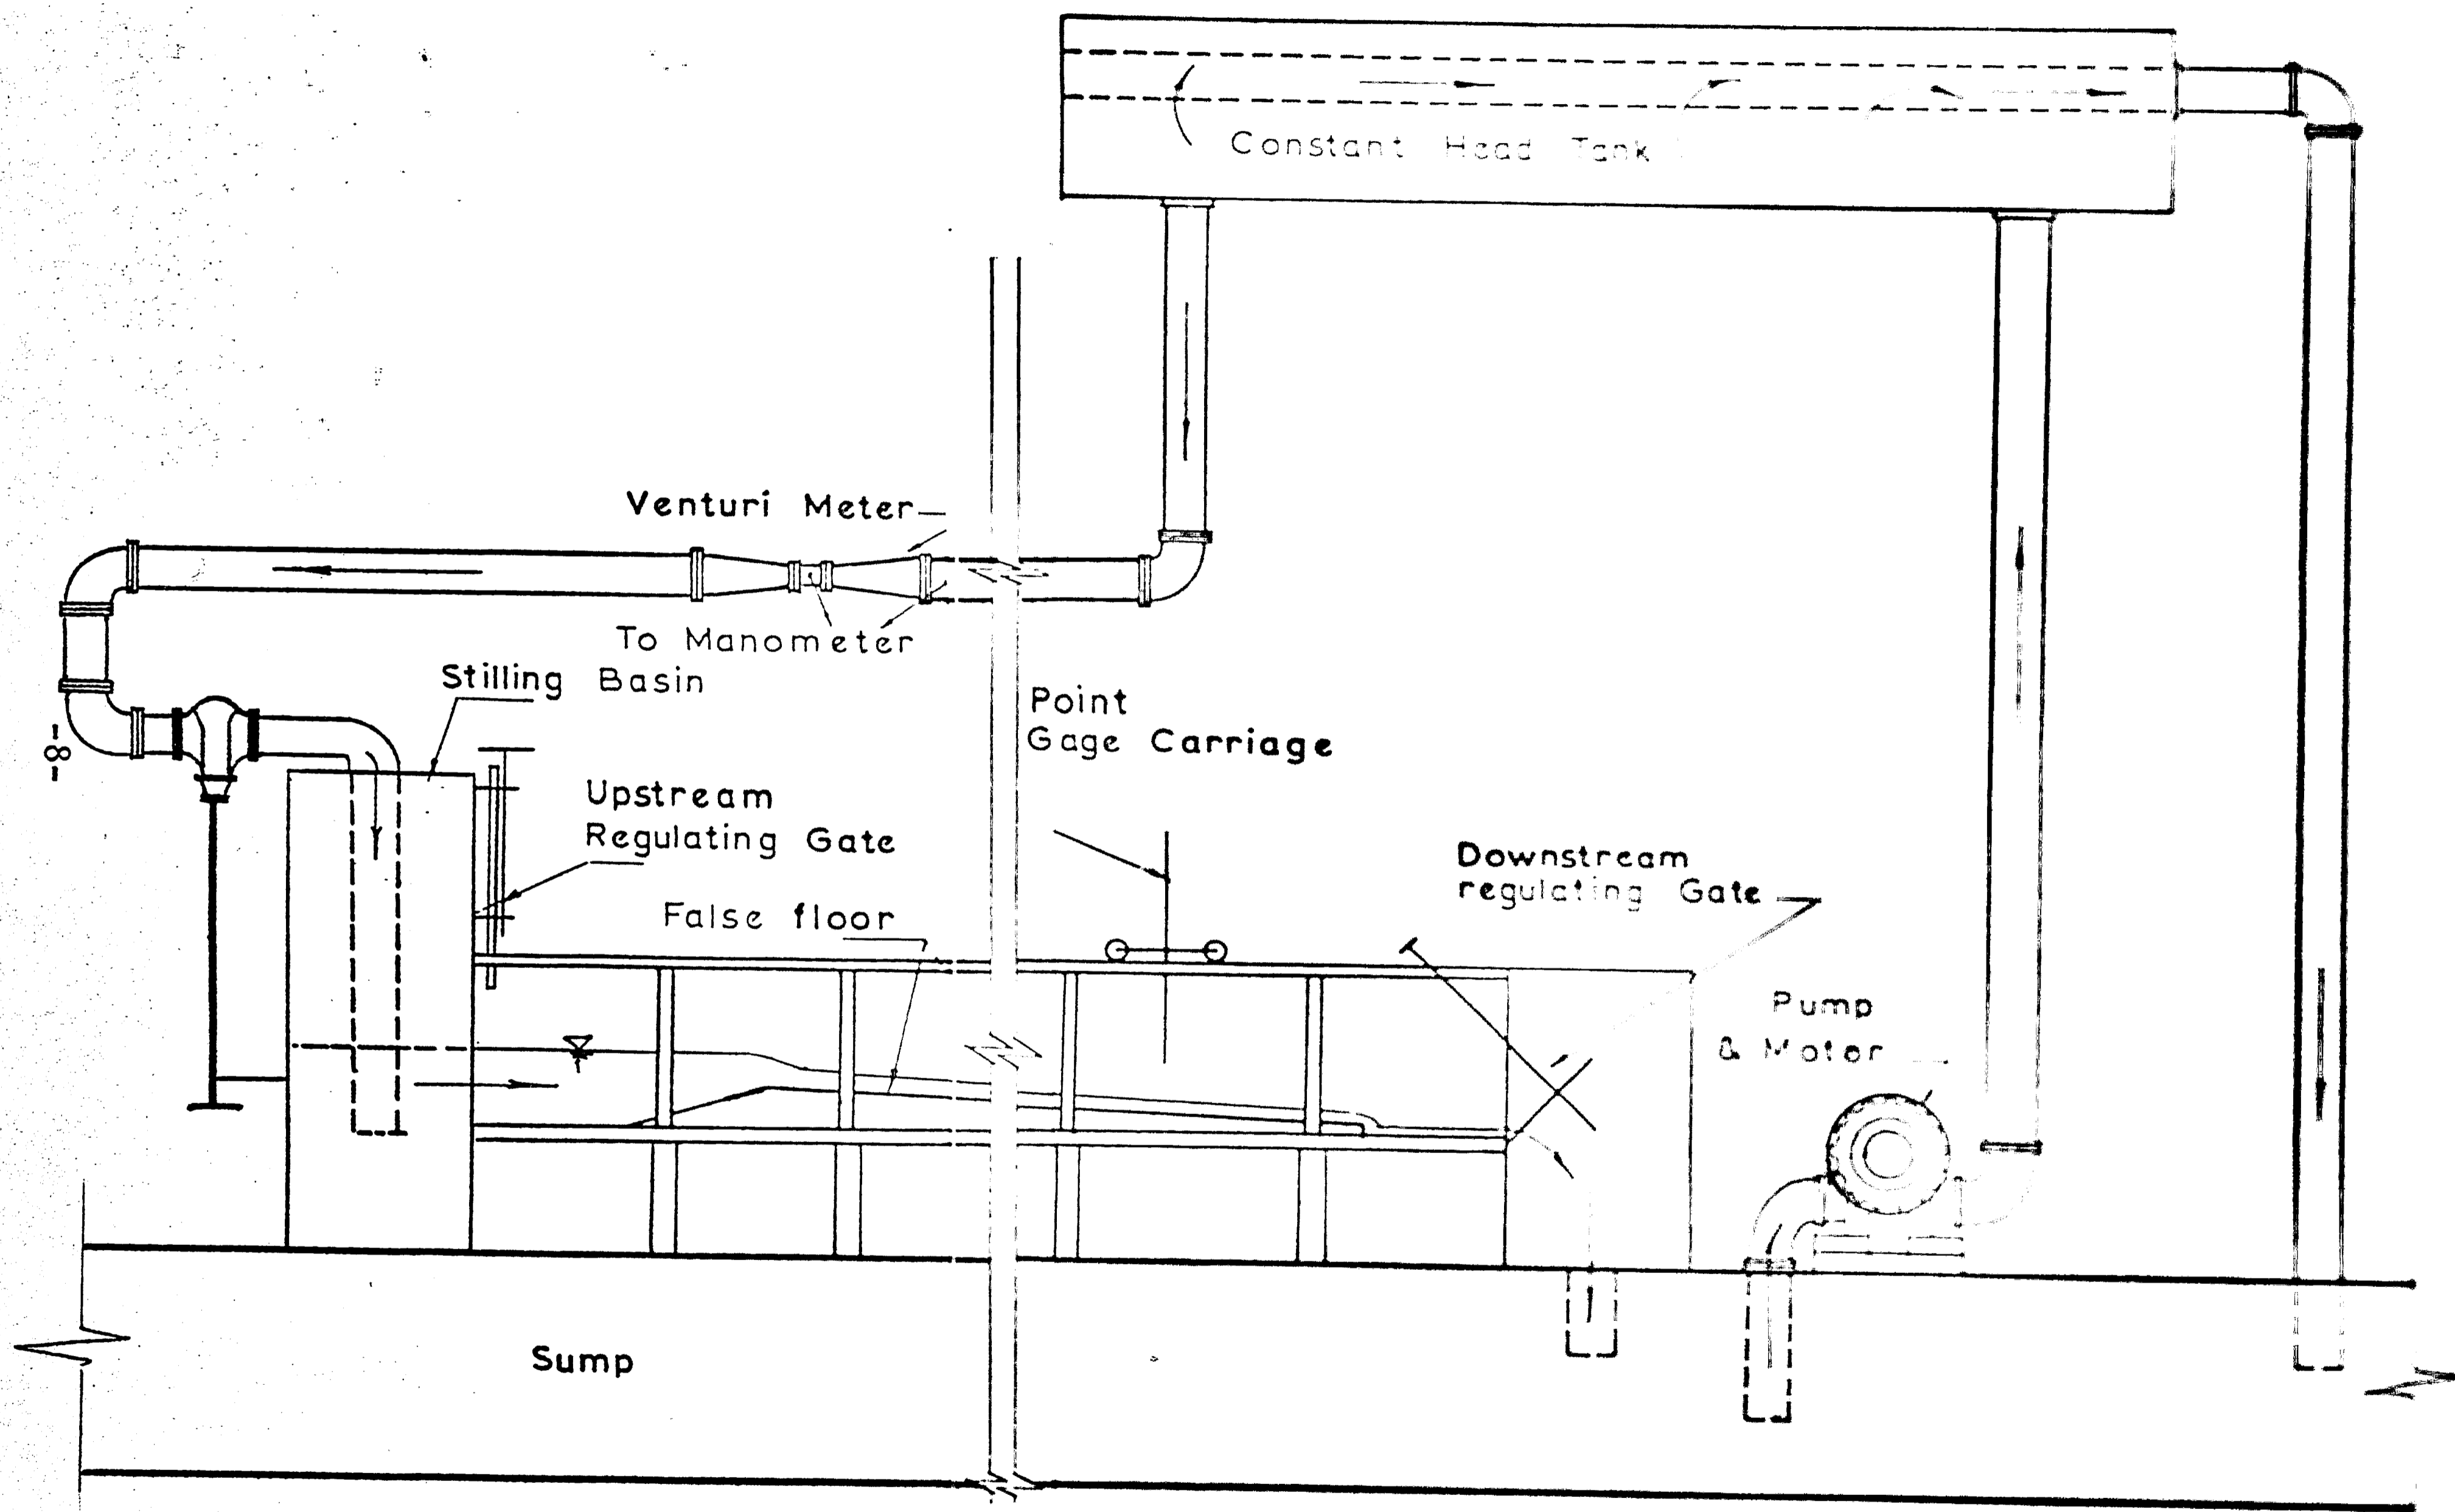 Constant Head Tank
Venturi Meter
To Manometer
Stilling Basin
Point
Gage Carriage
-8-
Upstream
Regulating Gate
Downstream
regulating Gate
False floor
Pump
& Motor
Sump